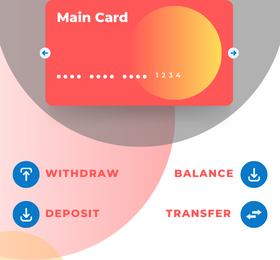 Main Card
•••• •••• •••• 1234
WITHDRAW
BALANCE
DEPOSIT
TRANSFER